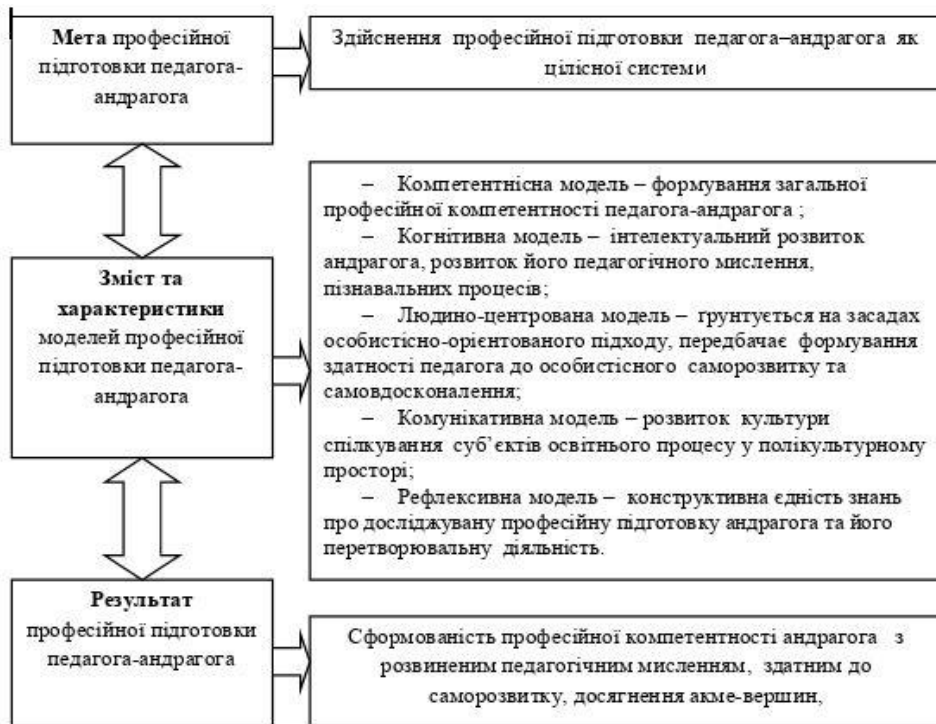 Мета професійної
підготовки педагога-
андрагога
Здійснення професійної підготовки педагога–андрагога як
цілісної системи
Зміст та
характеристики
моделей професійної
підготовки педагога-
андрагога
– Компетентнісна модель – формування загальної
професійної компетентності педагога-андрагога ;
– Когнітивна модель – інтелектуальний розвиток
андрагога, розвиток його педагогічного мислення,
пізнавальних процесів;
– Людино-центрована модель – ґрунтується на засадах
особистісно-орієнтованого підходу, передбачає формування
здатності педагога до особистісного саморозвитку та
самовдосконалення;
– Комунікативна модель – розвиток культури
спілкування суб’єктів освітнього процесу у полікультурному
просторі;
– Рефлексивна модель – конструктивна єдність знань
про досліджувану професійну підготовку андрагога та його
перетворювальну діяльність.
Результат
професійної підготовки
педагога-андрагога
Сформованість професійної компетентності андрагога з
розвиненим педагогічним мисленням, здатним до
саморозвитку, досягнення акме-вершин,